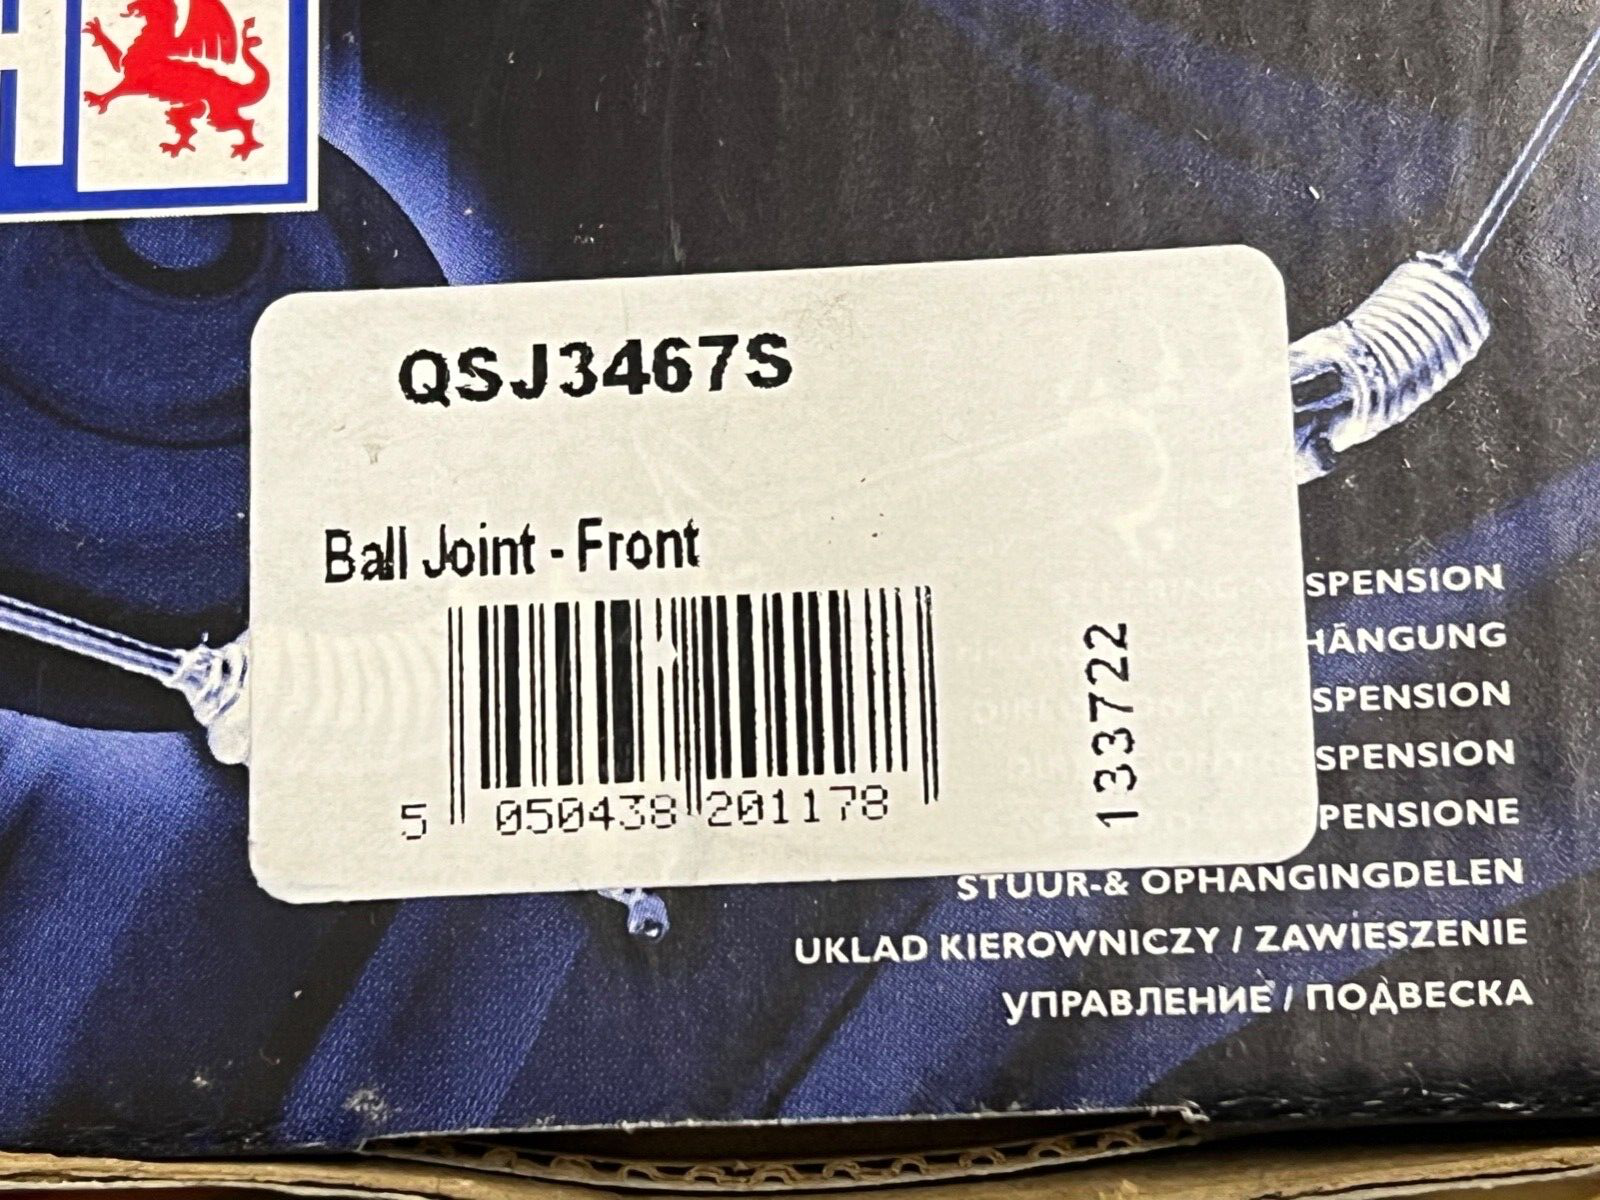 H
QSJ3467S
Ball Joint - Front
5 050438 201178
133722
SPENSION
HÄNGUNG
SPENSION
SPENSION
PENSIONE
STUUR-& OPHANGINGDELEN
UKLAD KIEROWNICZY / ZAWIESZENIE
УПРАВЛЕНИЕ / ПОДВЕСКА